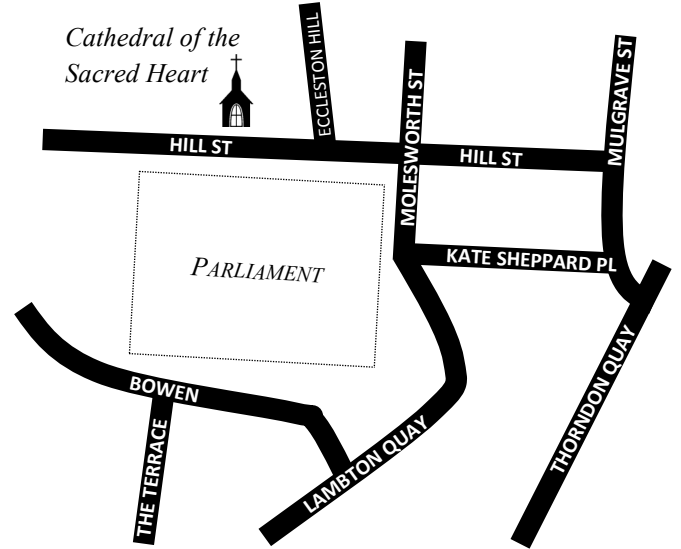 Cathedral of the
Sacred Heart
ECCLESTON HILL
MOLESWORTH ST
MULGRAVE ST
HILL ST
HILL ST
PARLIAMENT
KATE SHEPPARD PL
BOWEN
THE TERRACE
LAMBTON QUAY
THORNDON QUAY